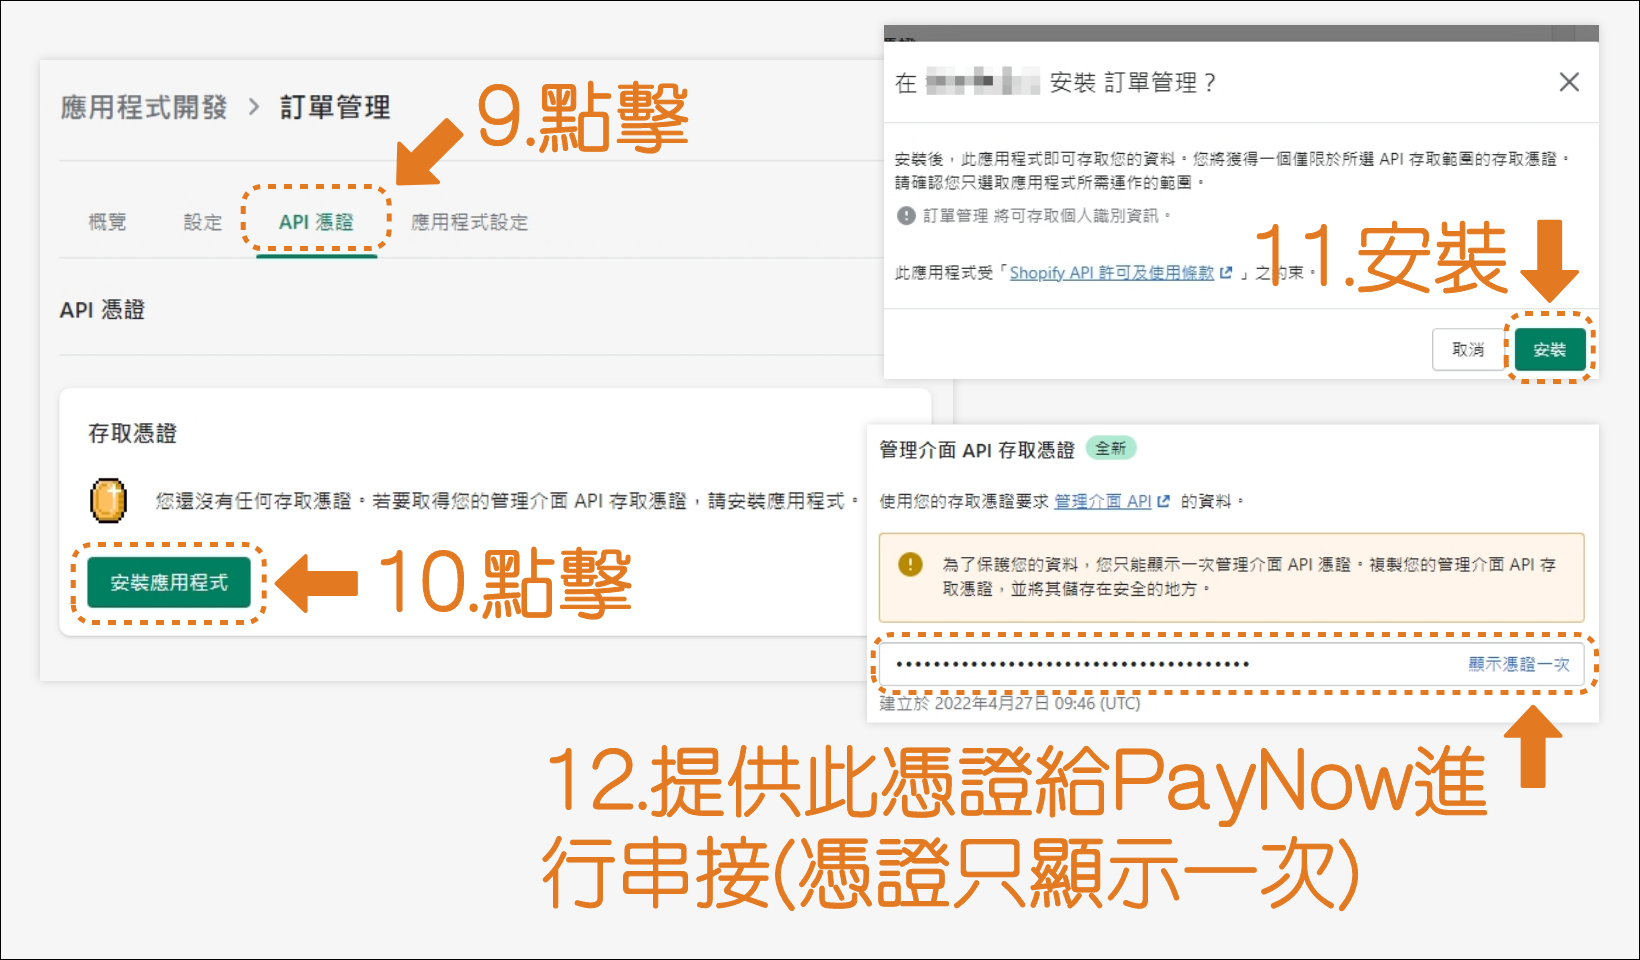 應用程式開發 > 訂單管理
9.點擊
概覽 設定 API 憑證 應用程式設定
API 憑證
存取憑證
您還沒有任何存取憑證。若要取得您的管理介面 API 存取憑證，請安裝應用程式。
安裝應用程式
10.點擊
在 安裝 訂單管理？
安裝後，此應用程式即可存取您的資料。您將獲得一個僅限於所選 API 存取範圍的存取憑證。
請確認您只選取應用程式所需運作的範圍。
訂單管理 將可存取個人識別資訊。
此應用程式受「Shopify API 許可及使用條款」之約束。
11.安裝
取消 安裝
管理介面 API 存取憑證 全新
使用您的存取憑證要求 管理介面 API 的資料。
為了保護您的資料，您只能顯示一次管理介面 API 憑證。複製您的管理介面 API 存
取憑證，並將其儲存在安全的地方。
顯示憑證一次
建立於 2022年4月27日 09:46 (UTC)
12.提供此憑證給PayNow進
行串接(憑證只顯示一次)